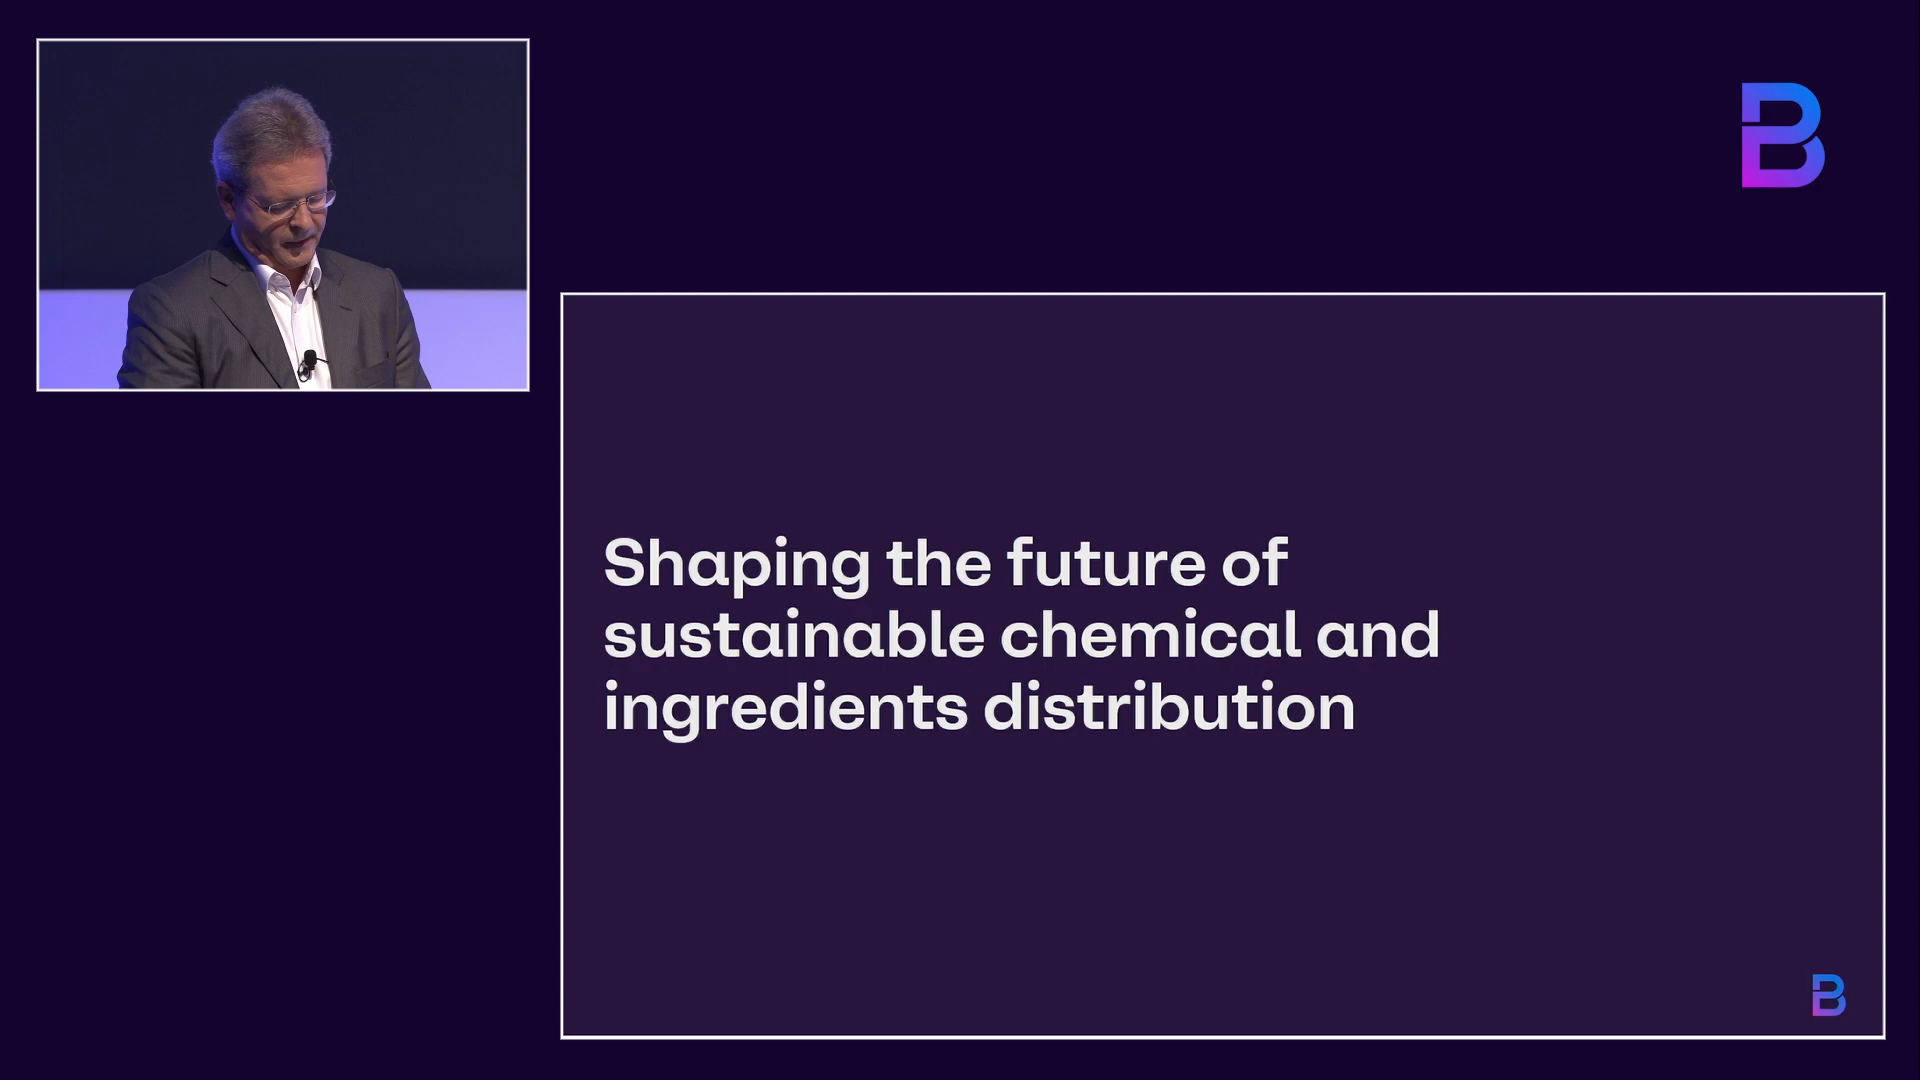 B
Shaping the future of
sustainable chemical and
ingredients distribution
B